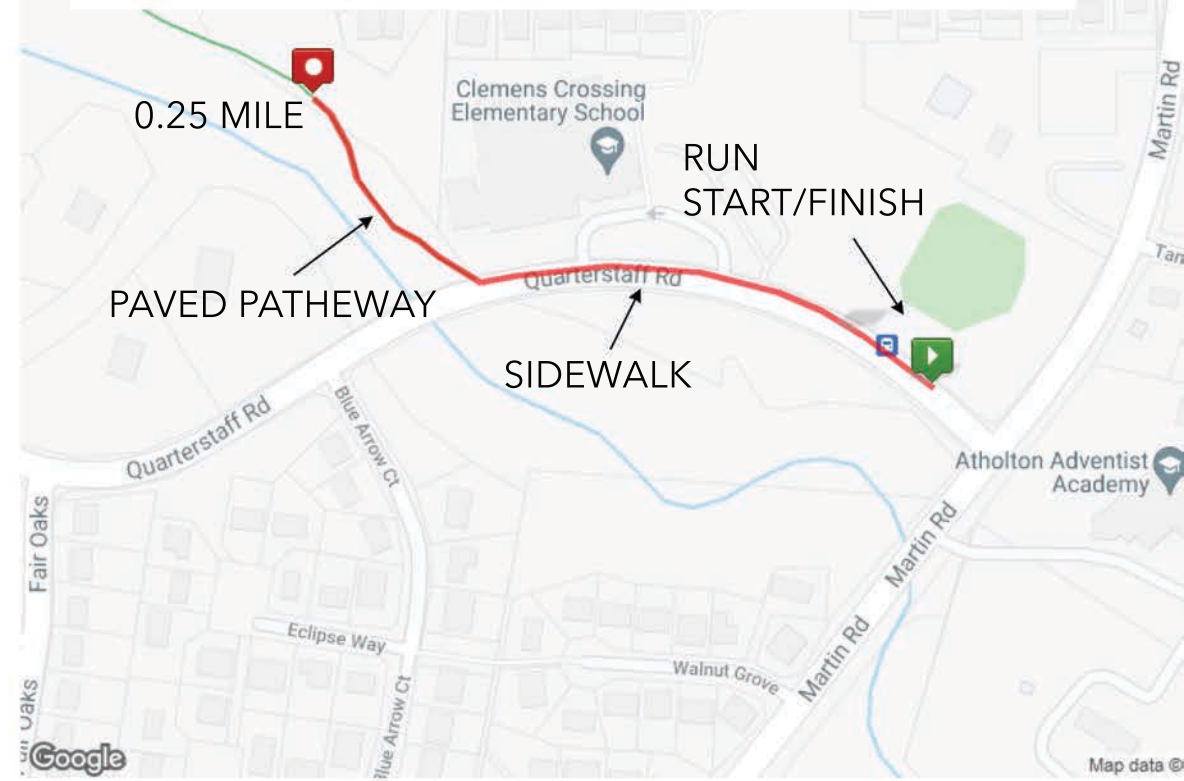 0.25 MILE
Clemens Crossing
Elementary School
RUN
START/FINISH
Martin Rd
Tan
PAVED PATHEWAY
Quarterstaff Rd
SIDEWALK
Quarterstaff Rd
Blue Arrow Ct
Atholton Adventist
Academy
Fair Oaks
Martin Rd
Eclipse Way
Walnut Grove
Martin Rd
Blue Arrow Ct
Oaks
Google
Map data ©